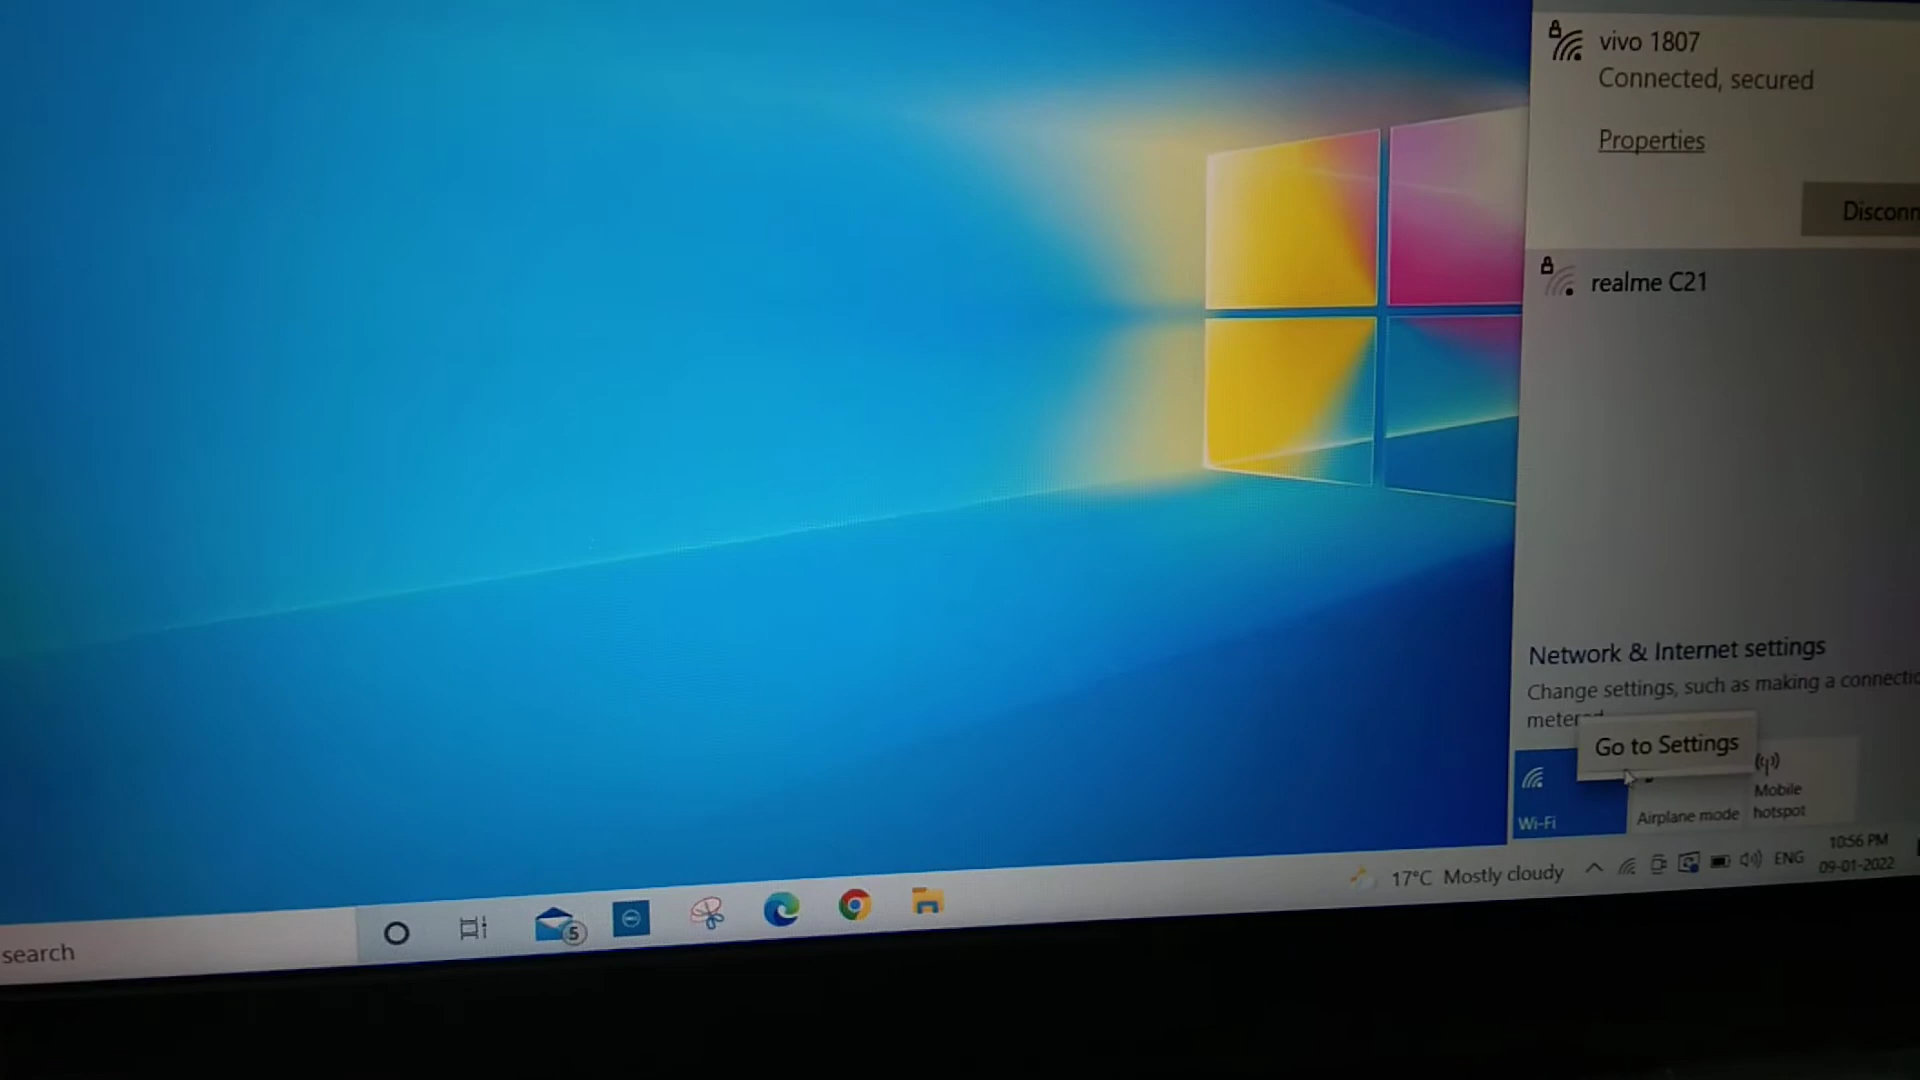 vivo 1807
Connected, secured
Properties
Disconn
realme C21
Network & Internet settings
Change settings, such as making a connectio
meter
Go to Settings
Wi-Fi
Airplane mode
Mobile
hotspot
search
5
17°C Mostly cloudy
ENG
10:56 PM
09-01-2022